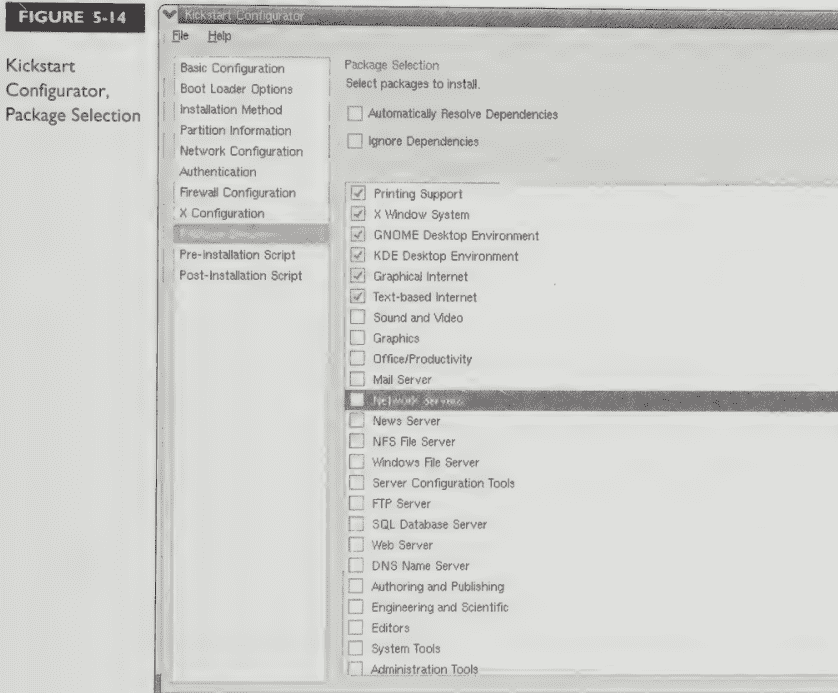 FIGURE 5-14
Kickstart
Configurator,
Package Selection
Kickstart Configurator
File Help
Basic Configuration
Boot Loader Options
Installation Method
Partition Information
Network Configuration
Authentication
Firewall Configuration
X Configuration
Pre-Installation Script
Post-Installation Script
Package Selection
Select packages to install.
Automatically Resolve Dependencies
Ignore Dependencies
Printing Support
X Window System
GNOME Desktop Environment
KDE Desktop Environment
Graphical Internet
Text-based Internet
Sound and Video
Graphics
Office/Productivity
Mail Server
Network Servers
News Server
NFS File Server
Windows File Server
Server Configuration Tools
FTP Server
SQL Database Server
Web Server
DNS Name Server
Authoring and Publishing
Engineering and Scientific
Editors
System Tools
Administration Tools